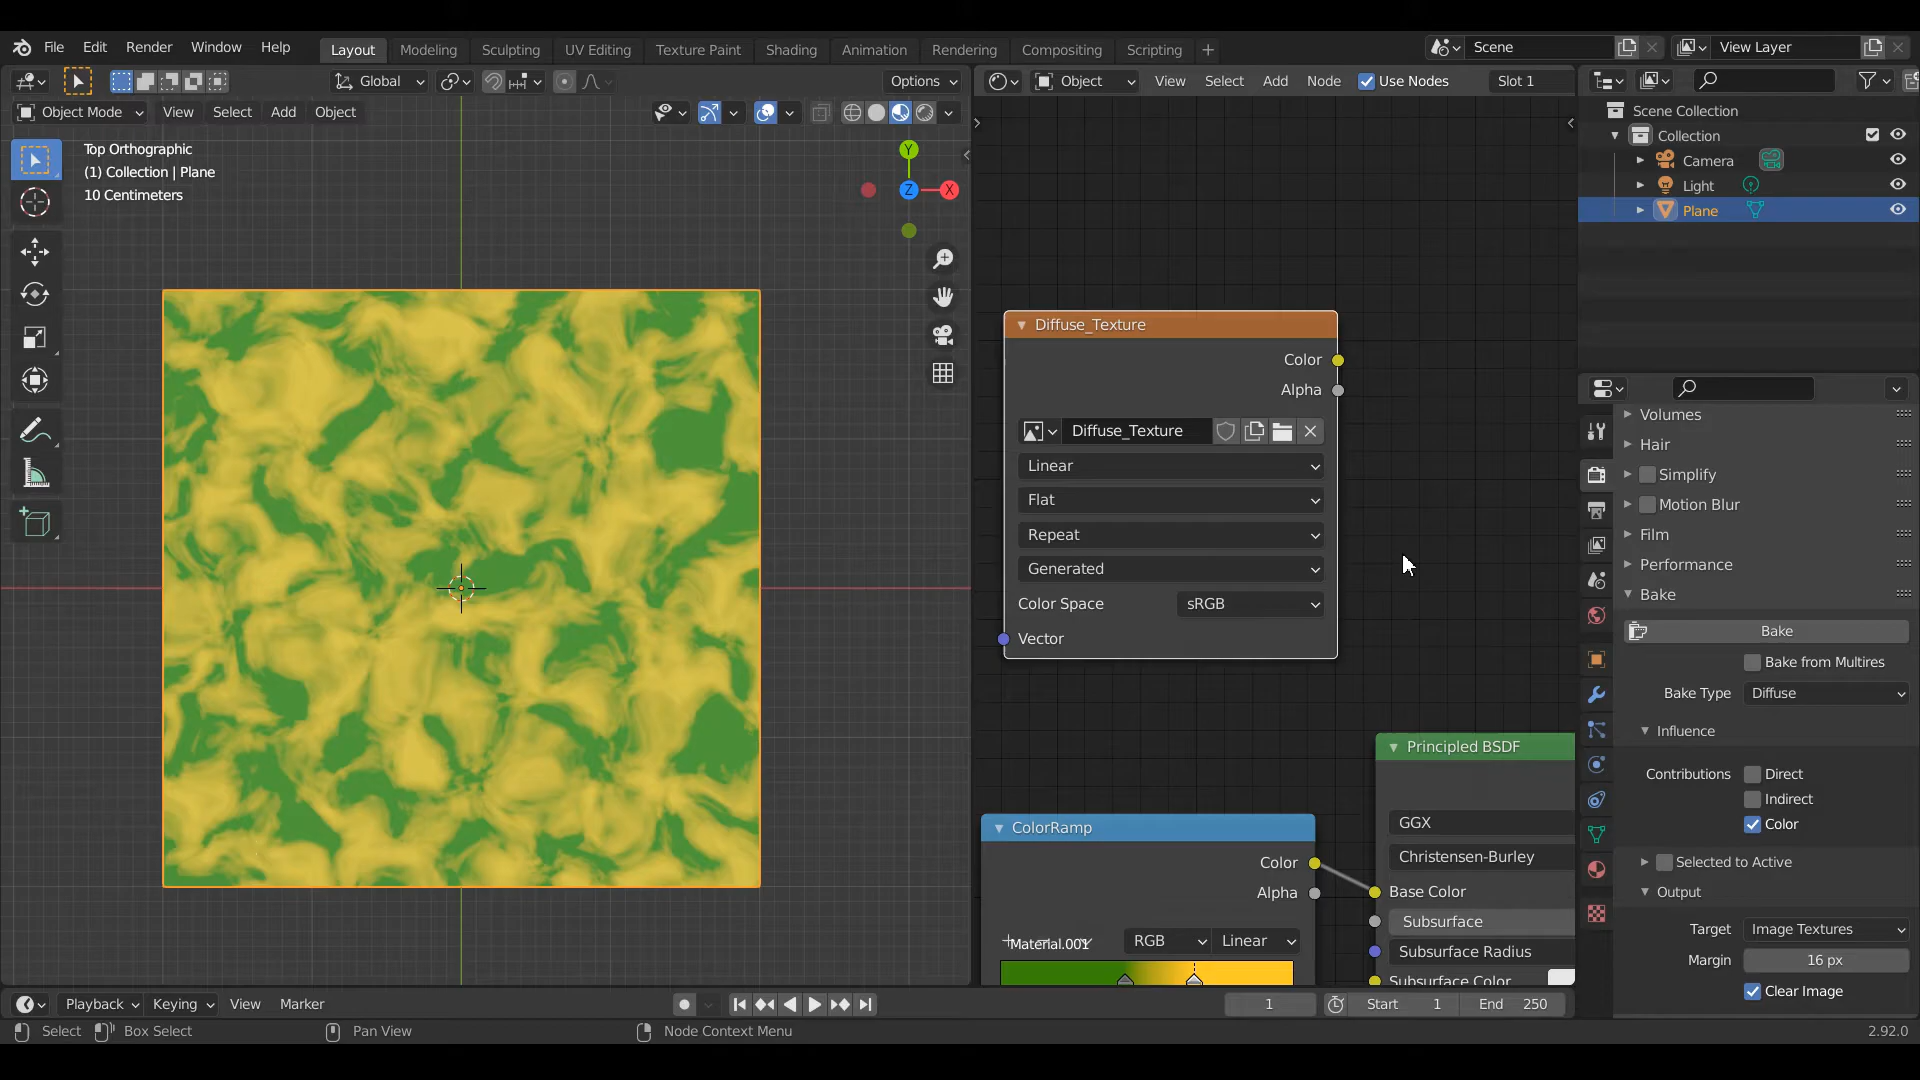 File Edit Render Window Help Layout Modeling Sculpting UV Editing Texture Paint Shading Animation Rendering Compositing Scripting + Scene View Layer
Global Options
Object View Select Add Node Use Nodes Slot 1
Object Mode View Select Add Object
Top Orthographic
(1) Collection | Plane
10 Centimeters
Y
Z
X
Diffuse_Texture
Color
Alpha
Diffuse_Texture
Linear
Flat
Repeat
Generated
Color Space sRGB
Vector
Principled BSDF
GGX
Christensen-Burley
Base Color
Subsurface
Subsurface Radius
Subsurface Color
ColorRamp
Color
Alpha
Material.001
RGB Linear
Scene Collection
Collection
Camera
Light
Plane
Volumes
Hair
Simplify
Motion Blur
Film
Performance
Bake
Bake
Bake from Multires
Bake Type Diffuse
Influence
Contributions Direct
Indirect
Color
Selected to Active
Output
Target Image Textures
Margin 16 px
Clear Image
Playback Keying View Marker 1 Start 1 End 250
Select Box Select Pan View Node Context Menu 2.92.0